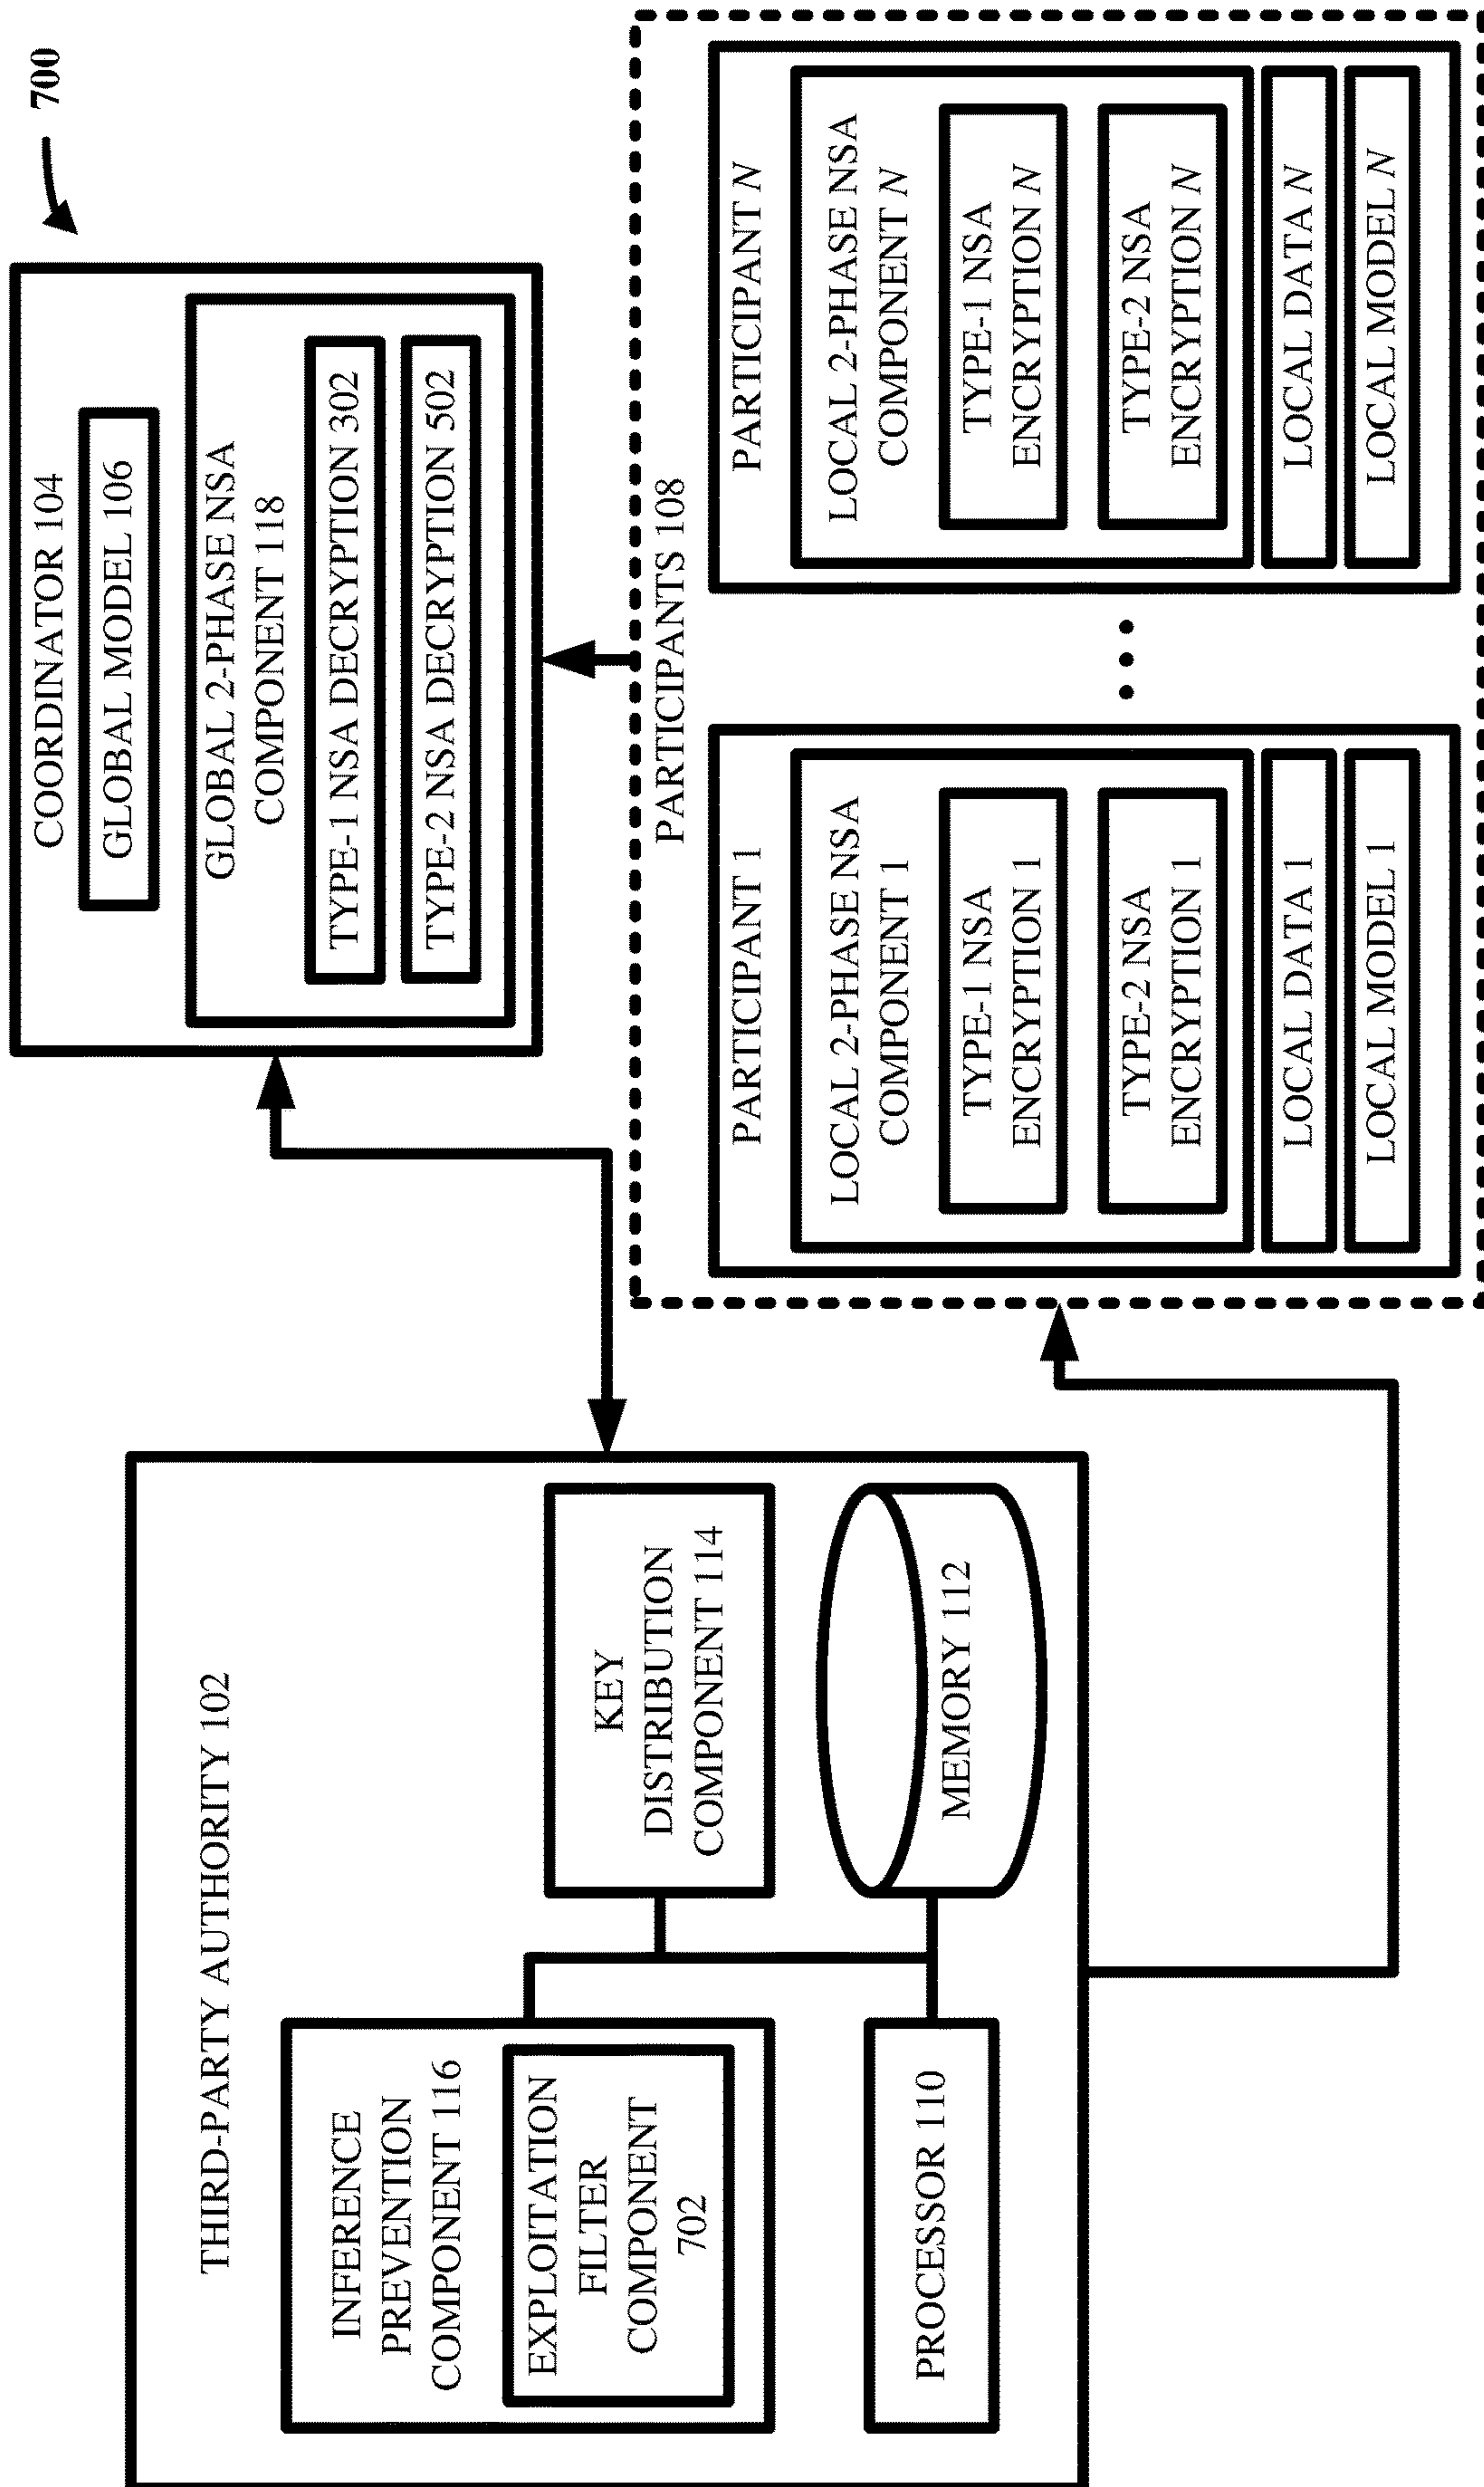 700
THIRD-PARTY AUTHORITY 102
INFERENCE
PREVENTION
COMPONENT 116
EXPLOITATION
FILTER
COMPONENT
702
PROCESSOR 110
KEY
DISTRIBUTION
COMPONENT 114
MEMORY 112
COORDINATOR 104
GLOBAL MODEL 106
GLOBAL 2-PHASE NSA
COMPONENT 118
TYPE-1 NSA DECRYPTION 302
TYPE-2 NSA DECRYPTION 502
PARTICIPANTS 108
PARTICIPANT 1
LOCAL 2-PHASE NSA
COMPONENT 1
TYPE-1 NSA
ENCRYPTION 1
TYPE-2 NSA
ENCRYPTION 1
LOCAL DATA 1
LOCAL MODEL 1
• • •
PARTICIPANT N
LOCAL 2-PHASE NSA
COMPONENT N
TYPE-1 NSA
ENCRYPTION N
TYPE-2 NSA
ENCRYPTION N
LOCAL DATA N
LOCAL MODEL N